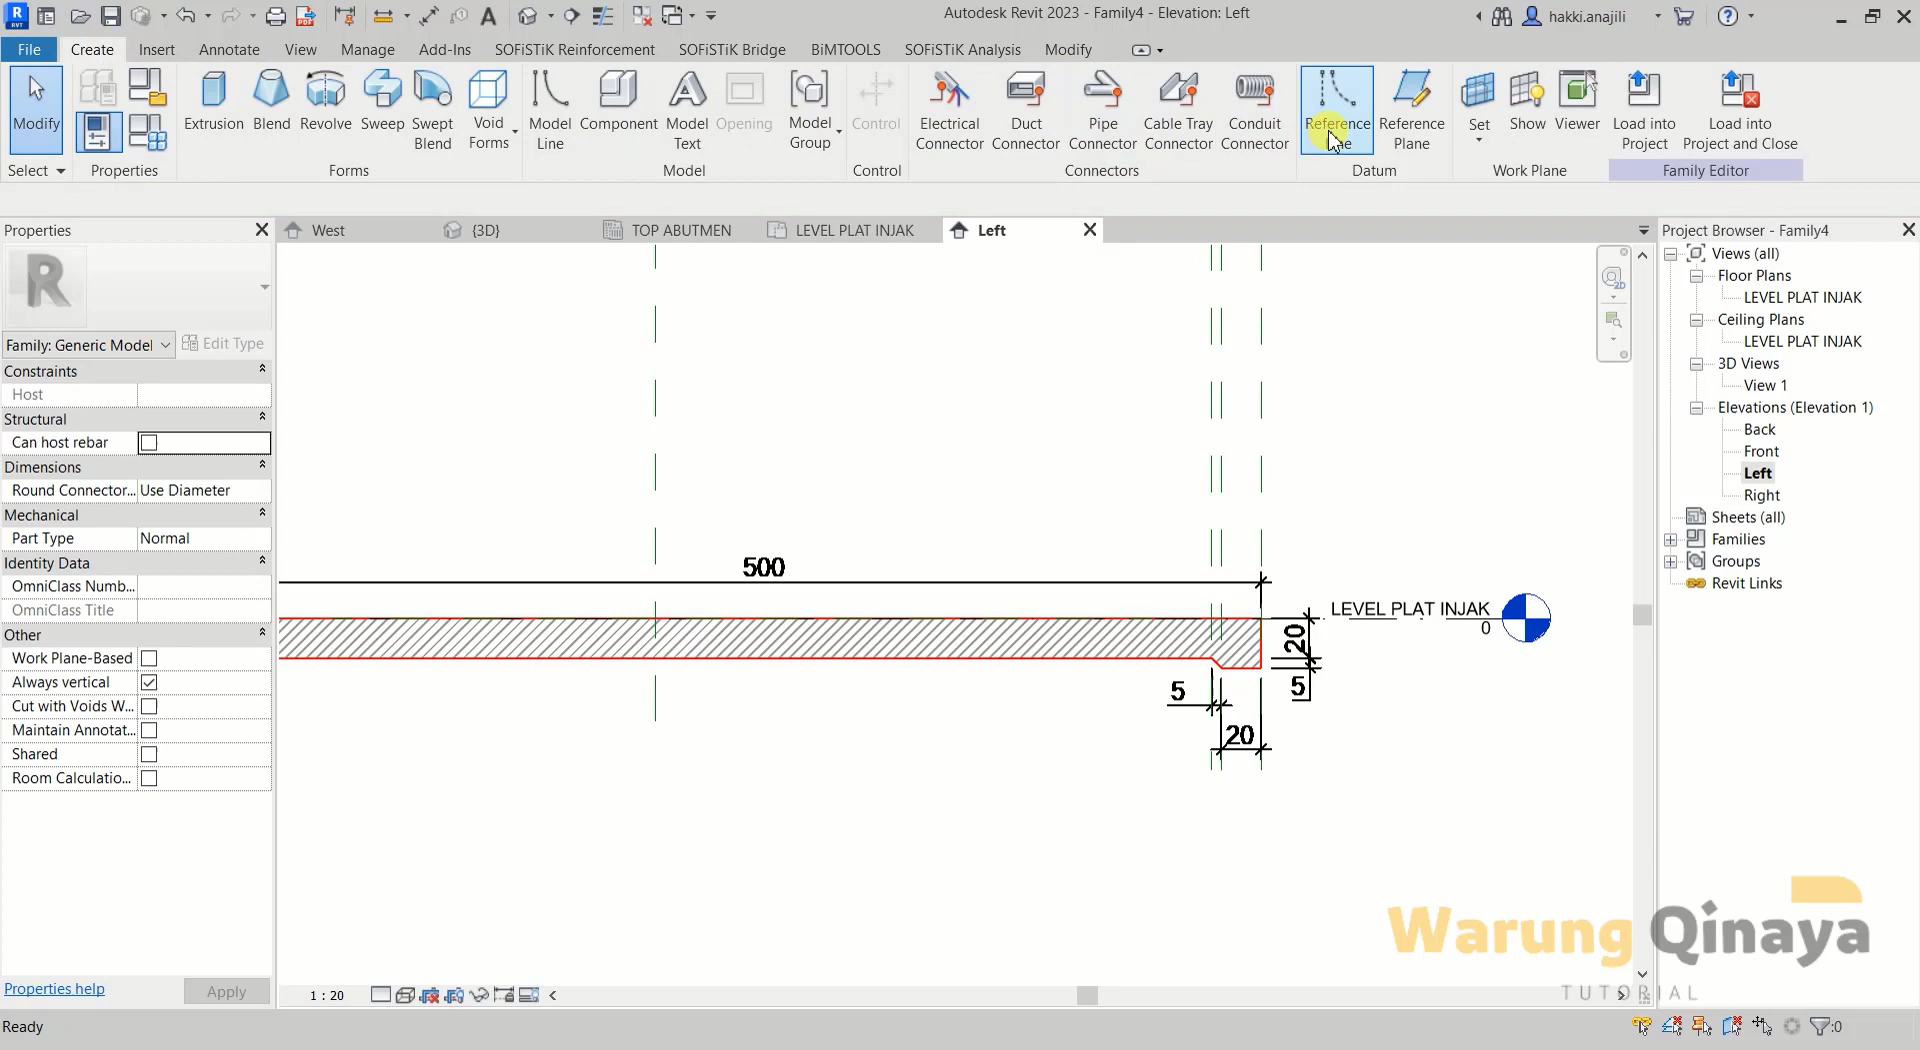 Autodesk Revit 2023 - Family4 - Elevation: Left
hakki.anajili
File Create Insert Annotate View Manage Add-Ins SOFiSTiK Reinforcement SOFiSTiK Bridge BiMTOOLS SOFiSTiK Analysis Modify
Modify
Extrusion Blend Revolve Sweep Swept Blend Void Forms
Model Line Component Model Text Opening Model Group Control
Electrical Connector Duct Connector Pipe Connector Cable Tray Connector Conduit Connector
Reference Reference Plane Set Show Viewer Load into Project Load into Project and Close
Select Properties Forms Model Control Connectors Datum Work Plane Family Editor
Properties
West {3D} TOP ABUTMEN LEVEL PLAT INJAK Left
Project Browser - Family4
R
Family: Generic Model Edit Type
Constraints
Host
Structural
Can host rebar
Dimensions
Round Connector... Use Diameter
Mechanical
Part Type Normal
Identity Data
OmniClass Numb...
OmniClass Title
Other
Work Plane-Based
Always vertical
Cut with Voids W...
Maintain Annotat...
Shared
Room Calculatio...
Properties help Apply
500
LEVEL PLAT INJAK
0
20
5
5
20
2D
Views (all)
Floor Plans
LEVEL PLAT INJAK
Ceiling Plans
LEVEL PLAT INJAK
3D Views
View 1
Elevations (Elevation 1)
Back
Front
Left
Right
Sheets (all)
Families
Groups
Revit Links
Warung Qinaya
TUTORIAL
1 : 20
Ready
:0